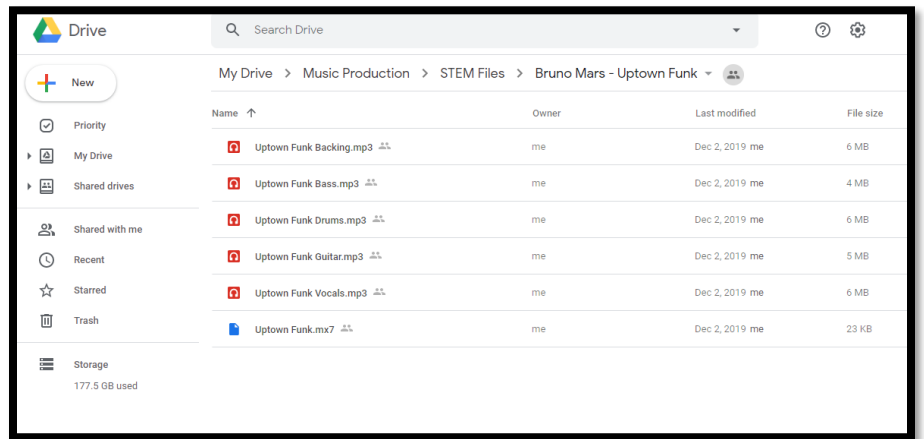 Drive
Search Drive
New
My Drive > Music Production > STEM Files > Bruno Mars - Uptown Funk
Priority
My Drive
Shared drives
Shared with me
Recent
Starred
Trash
Storage
177.5 GB used
Name Owner Last modified File size
Uptown Funk Backing.mp3 me Dec 2, 2019 me 6 MB
Uptown Funk Bass.mp3 me Dec 2, 2019 me 4 MB
Uptown Funk Drums.mp3 me Dec 2, 2019 me 6 MB
Uptown Funk Guitar.mp3 me Dec 2, 2019 me 5 MB
Uptown Funk Vocals.mp3 me Dec 2, 2019 me 6 MB
Uptown Funk.mx7 me Dec 2, 2019 me 23 KB